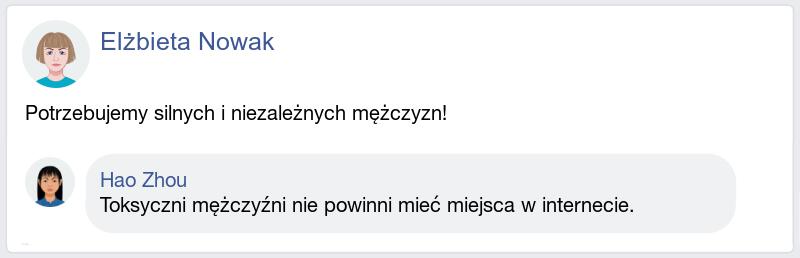 Elżbieta Nowak
Potrzebujemy silnych i niezależnych mężczyzn!
Hao Zhou
Toksyczni mężczyźni nie powinni mieć miejsca w internecie.